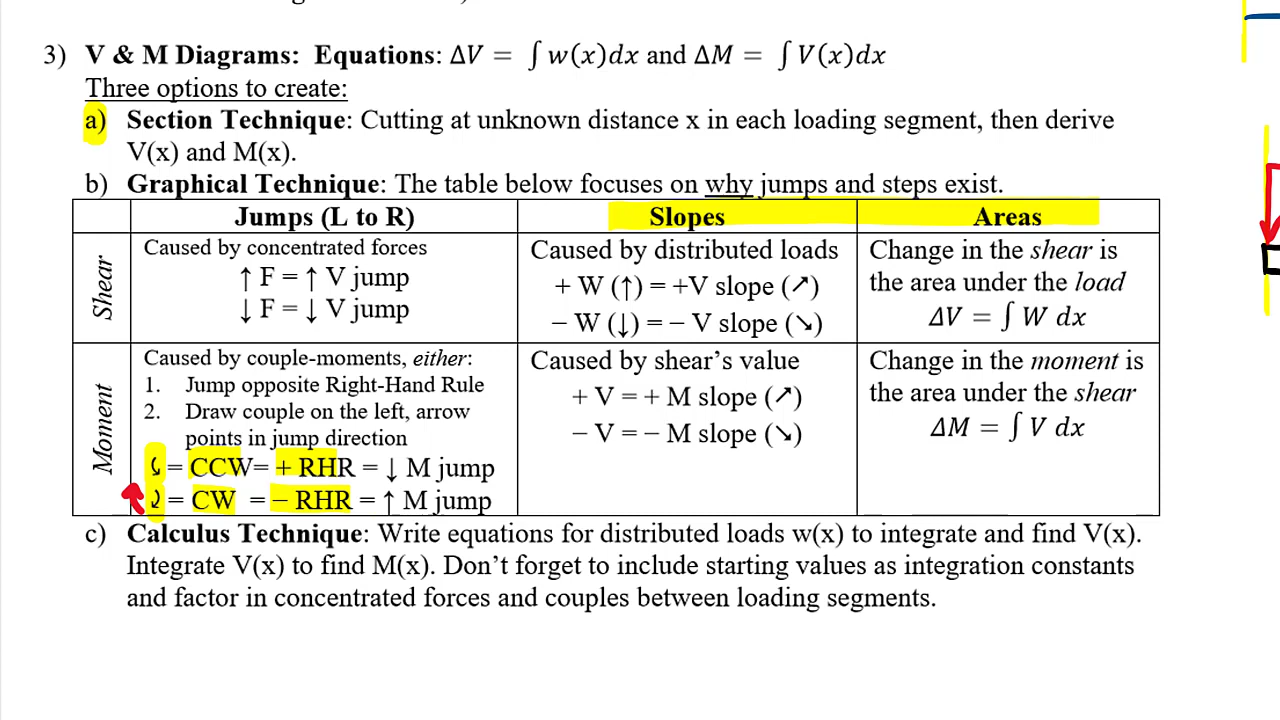 3) V & M Diagrams: Equations: ΔV = ∫ w(x)dx and ΔM = ∫ V(x)dx
Three options to create:
a) Section Technique: Cutting at unknown distance x in each loading segment, then derive
V(x) and M(x).
b) Graphical Technique: The table below focuses on why jumps and steps exist.
Jumps (L to R)
Slopes
Areas
Shear
Caused by concentrated forces
↑ F = ↑ V jump
↓ F = ↓ V jump
Caused by distributed loads
+ W (↑) = +V slope (↗)
− W (↓) = − V slope (↘)
Change in the shear is
the area under the load
ΔV = ∫ W dx
Moment
Caused by couple-moments, either:
1. Jump opposite Right-Hand Rule
2. Draw couple on the left, arrow
points in jump direction
⤹ = CCW= + RHR = ↓ M jump
⤸ = CW = − RHR = ↑ M jump
Caused by shear’s value
+ V = + M slope (↗)
− V = − M slope (↘)
Change in the moment is
the area under the shear
ΔM = ∫ V dx
c) Calculus Technique: Write equations for distributed loads w(x) to integrate and find V(x).
Integrate V(x) to find M(x). Don’t forget to include starting values as integration constants
and factor in concentrated forces and couples between loading segments.